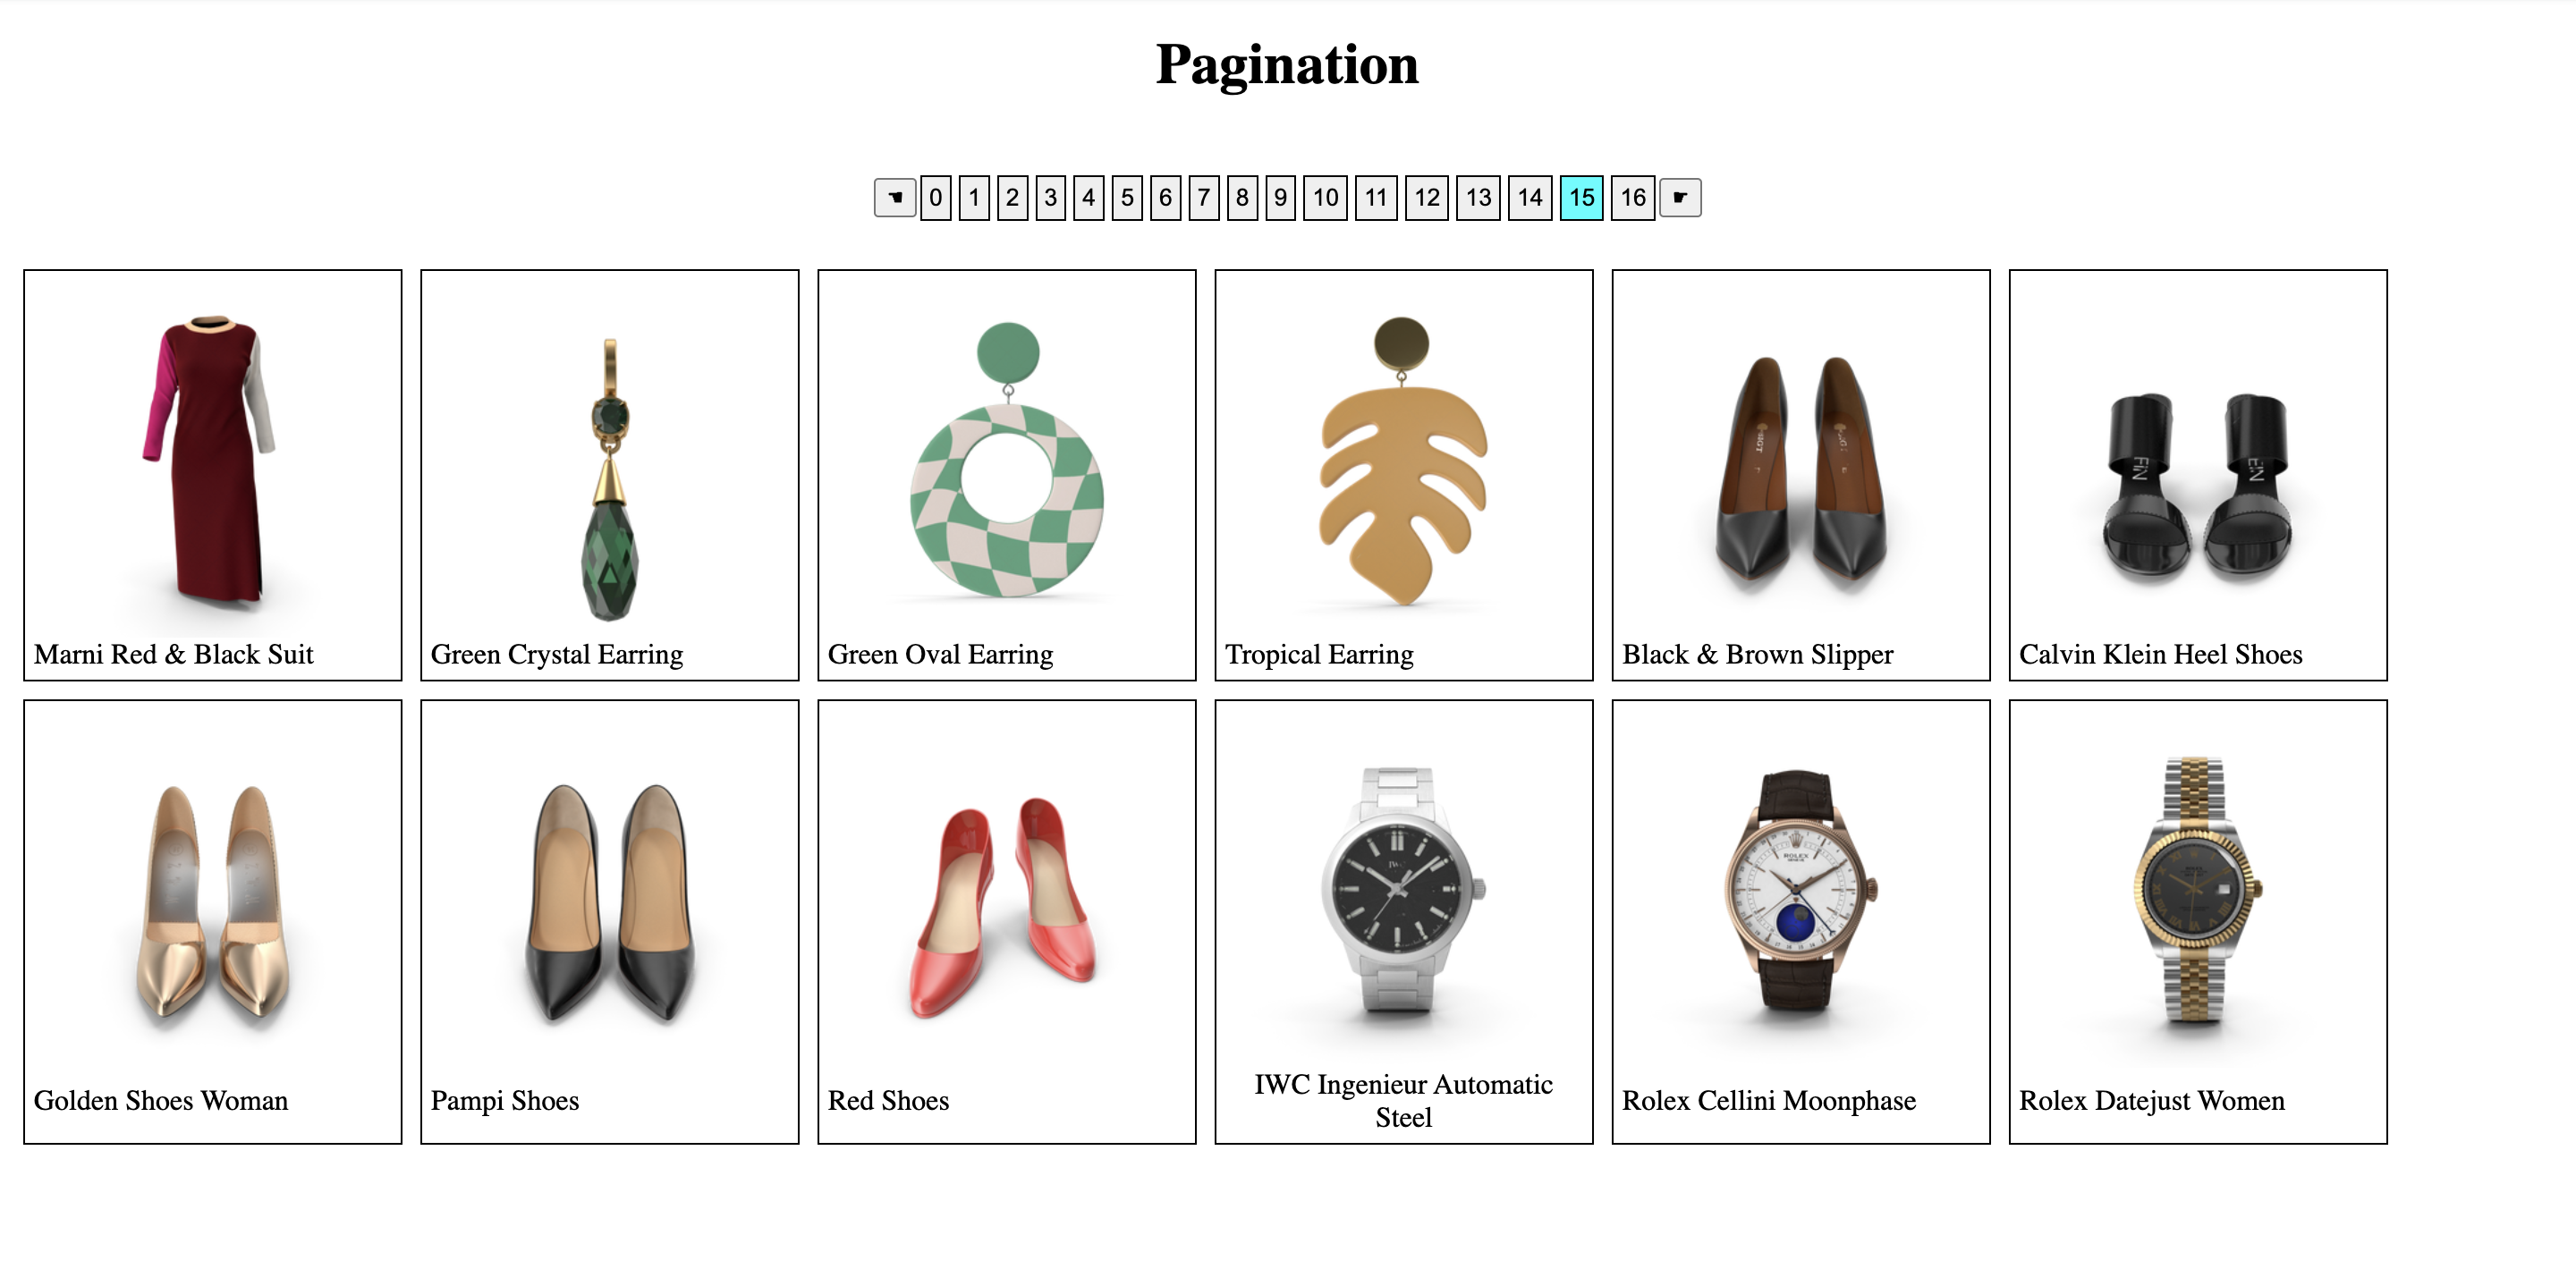 Pagination
☚ 0 1 2 3 4 5 6 7 8 9 10 11 12 13 14 15 16 ☛
Marni Red & Black Suit
Green Crystal Earring
Green Oval Earring
Tropical Earring
Black & Brown Slipper
Calvin Klein Heel Shoes
Golden Shoes Woman
Pampi Shoes
Red Shoes
IWC
IWC Ingenieur Automatic
Steel
ROLEX
Rolex Cellini Moonphase
Rolex Datejust Women